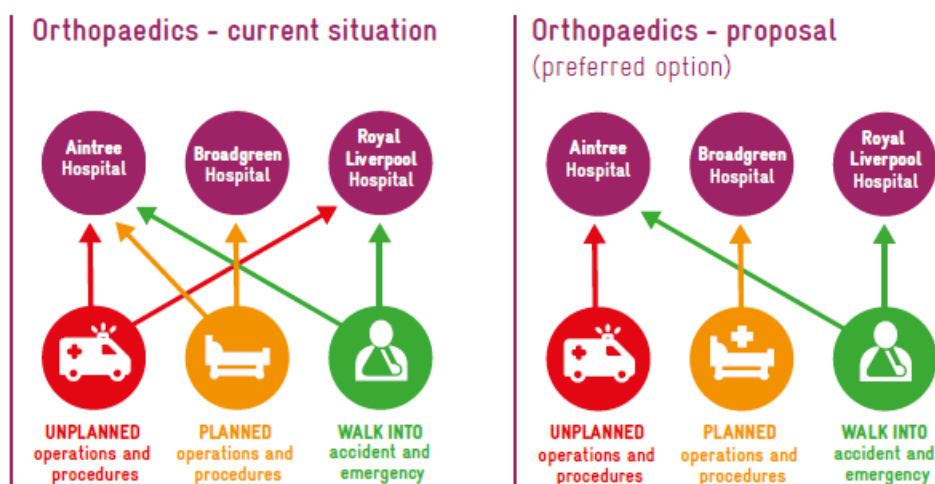 Orthopaedics - current situation
Aintree
Hospital
Broadgreen
Hospital
Royal
Liverpool
Hospital
UNPLANNED
operations and
procedures
PLANNED
operations and
procedures
WALK INTO
accident and
emergency
Orthopaedics - proposal
(preferred option)
Aintree
Hospital
Broadgreen
Hospital
Royal
Liverpool
Hospital
UNPLANNED
operations and
procedures
PLANNED
operations and
procedures
WALK INTO
accident and
emergency